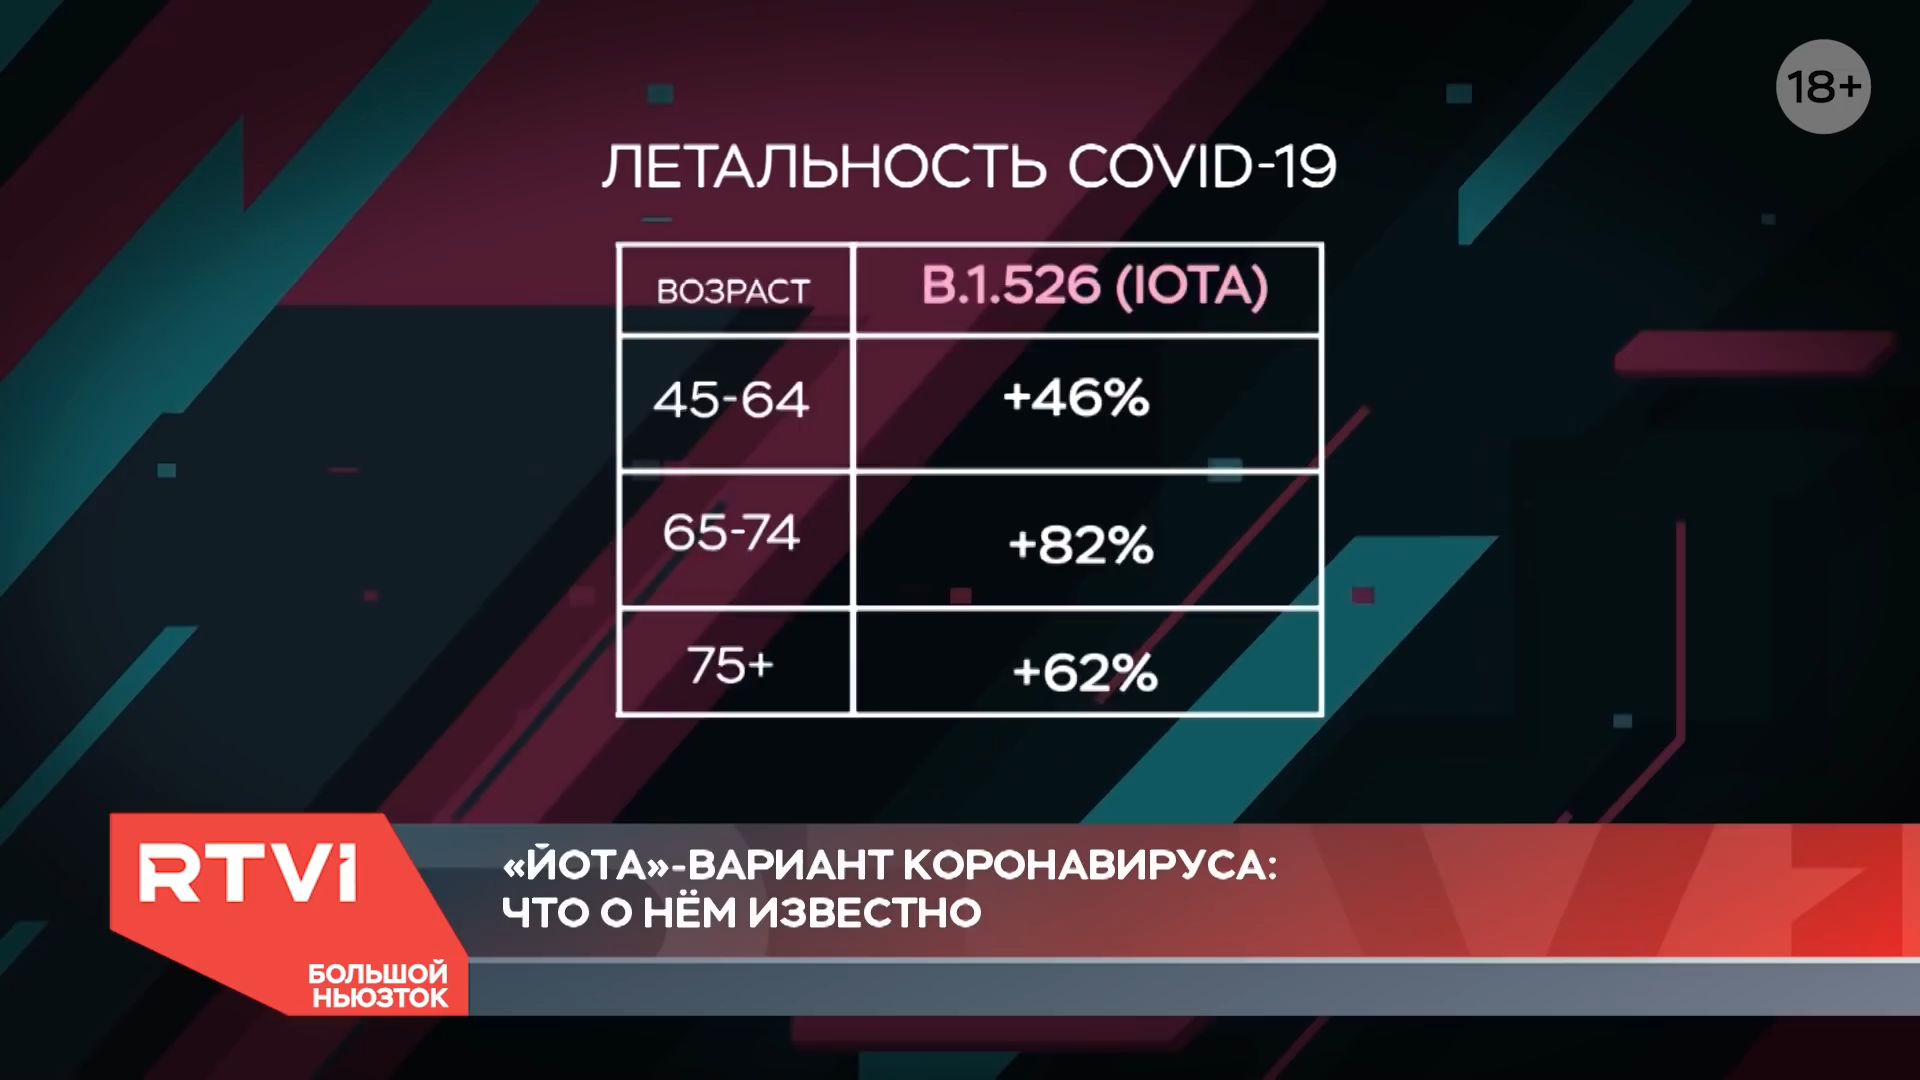 18+
ЛЕТАЛЬНОСТЬ COVID-19
ВОЗРАСТ B.1.526 (IOTA)
45-64 +46%
65-74 +82%
75+ +62%
RTVI
«ЙОТА»-ВАРИАНТ КОРОНАВИРУСА:
ЧТО О НЁМ ИЗВЕСТНО
БОЛЬШОЙ
НЬЮЗТОК